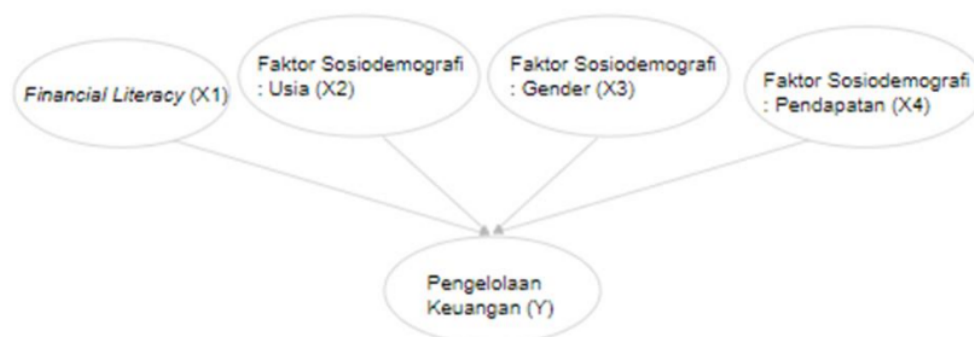 Financial Literacy (X1)
Faktor Sosiodemografi
: Usia (X2)
Faktor Sosiodemografi
: Gender (X3)
Faktor Sosiodemografi
: Pendapatan (X4)
Pengelolaan
Keuangan (Y)